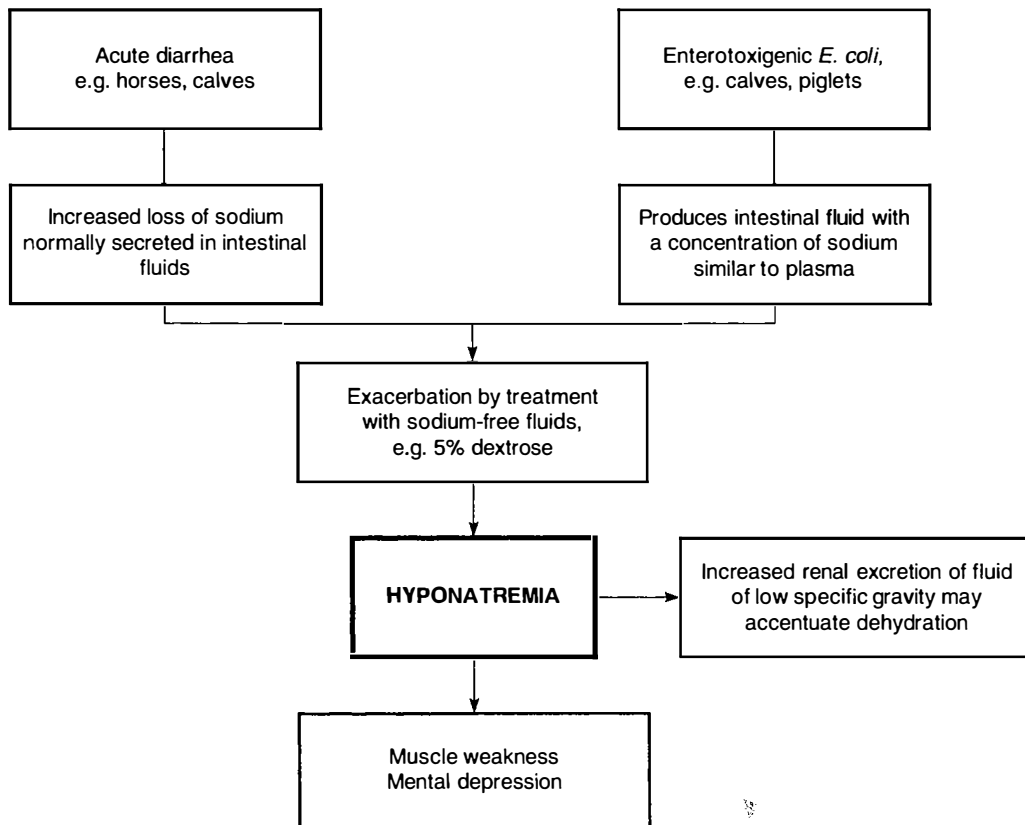 Acute diarrhea
e.g. horses, calves
Enterotoxigenic E. coli,
e.g. calves, piglets
Increased loss of sodium
normally secreted in intestinal
fluids
Produces intestinal fluid with
a concentration of sodium
similar to plasma
Exacerbation by treatment
with sodium-free fluids,
e.g. 5% dextrose
HYPONATREMIA
Increased renal excretion of fluid
of low specific gravity may
accentuate dehydration
Muscle weakness
Mental depression